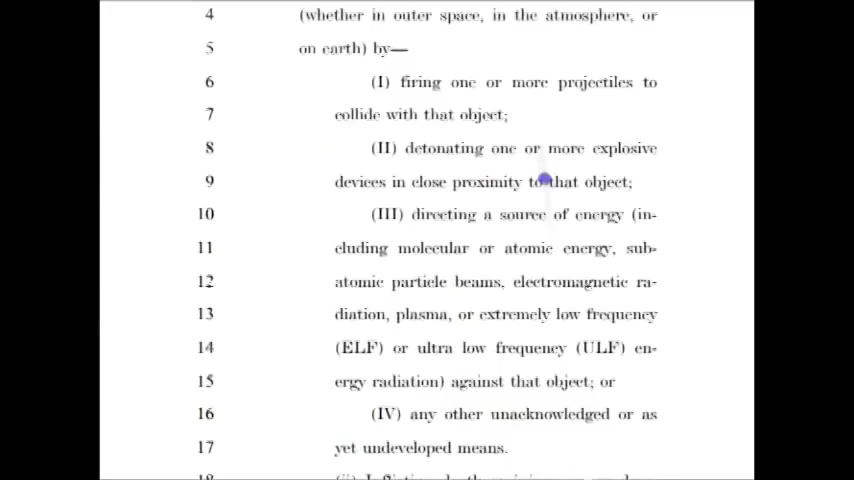 4 (whether in outer space, in the atmosphere, or
5 on earth) by—
6 (I) firing one or more projectiles to
7 collide with that object;
8 (II) detonating one or more explosive
9 devices in close proximity to that object;
10 (III) directing a source of energy (in-
11 cluding molecular or atomic energy, sub-
12 atomic particle beams, electromagnetic ra-
13 diation, plasma, or extremely low frequency
14 (ELF) or ultra low frequency (ULF) en-
15 ergy radiation) against that object; or
16 (IV) any other unacknowledged or as
17 yet undeveloped means.